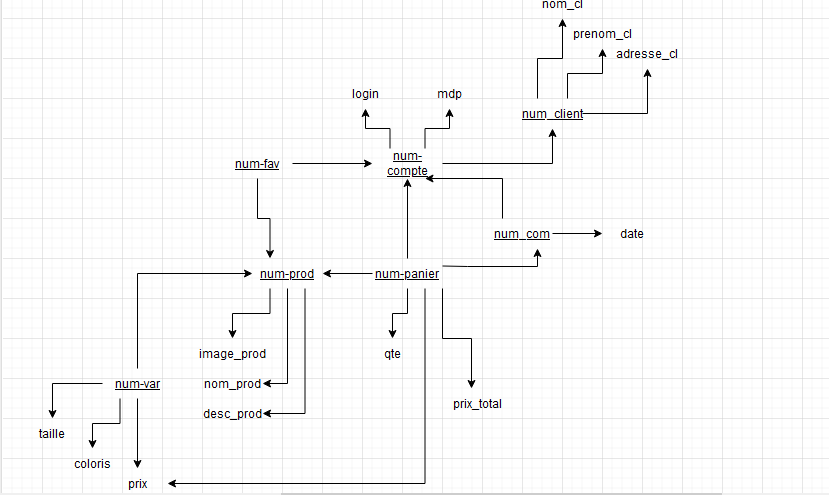 nom_cl
prenom_cl
adresse_cl
login
mdp
num_client
num-fav
num-
compte
num_com
date
num-prod
num-panier
image_prod
qte
num-var
nom_prod
prix_total
desc_prod
taille
coloris
prix